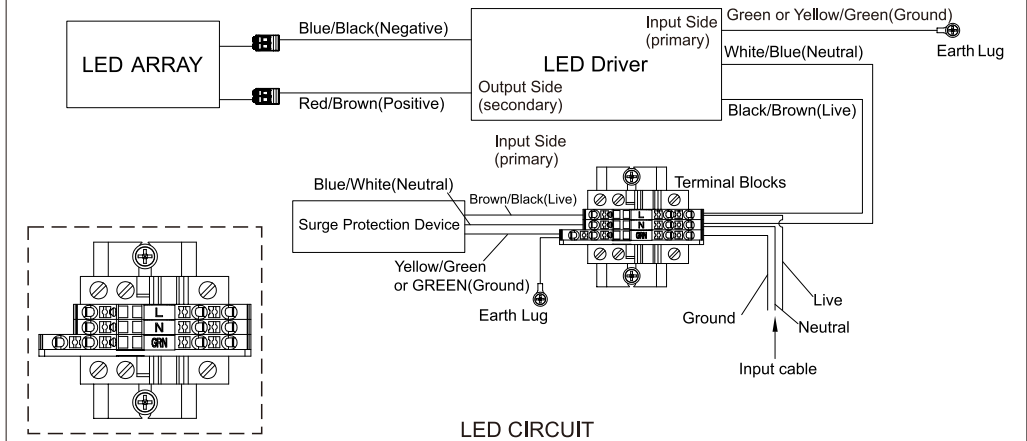 Blue/Black(Negative)
Input Side
(primary)
Green or Yellow/Green(Ground)
Earth Lug
LED ARRAY
LED Driver
White/Blue(Neutral)
Red/Brown(Positive)
Output Side
(secondary)
Black/Brown(Live)
Input Side
(primary)
Blue/White(Neutral)
Brown/Black(Live)
Terminal Blocks
Surge Protection Device
L
N
GRN
Yellow/Green
or GREEN(Ground)
Earth Lug
Ground
Live
Neutral
Input cable
L
N
GRN
LED CIRCUIT